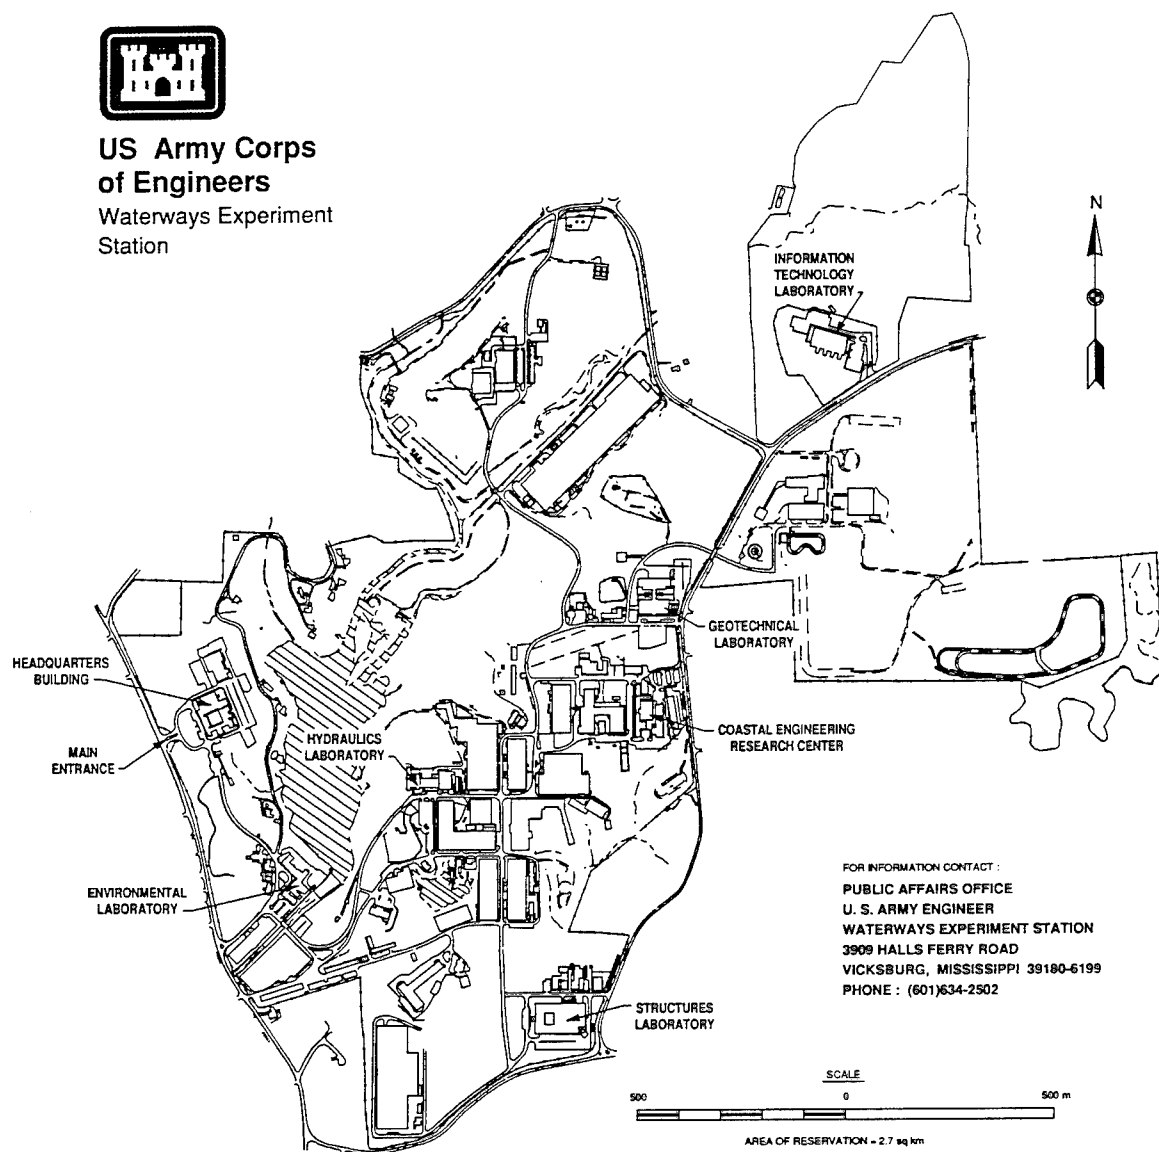 US Army Corps
of Engineers
Waterways Experiment
Station
N
INFORMATION
TECHNOLOGY
LABORATORY
GEOTECHNICAL
LABORATORY
HEADQUARTERS
BUILDING
MAIN
ENTRANCE
HYDRAULICS
LABORATORY
COASTAL ENGINEERING
RESEARCH CENTER
ENVIRONMENTAL
LABORATORY
STRUCTURES
LABORATORY
FOR INFORMATION CONTACT :
PUBLIC AFFAIRS OFFICE
U. S. ARMY ENGINEER
WATERWAYS EXPERIMENT STATION
3909 HALLS FERRY ROAD
VICKSBURG, MISSISSIPPI 39180-6199
PHONE : (601)634-2502
SCALE
500 0 500 m
AREA OF RESERVATION = 2.7 sq km